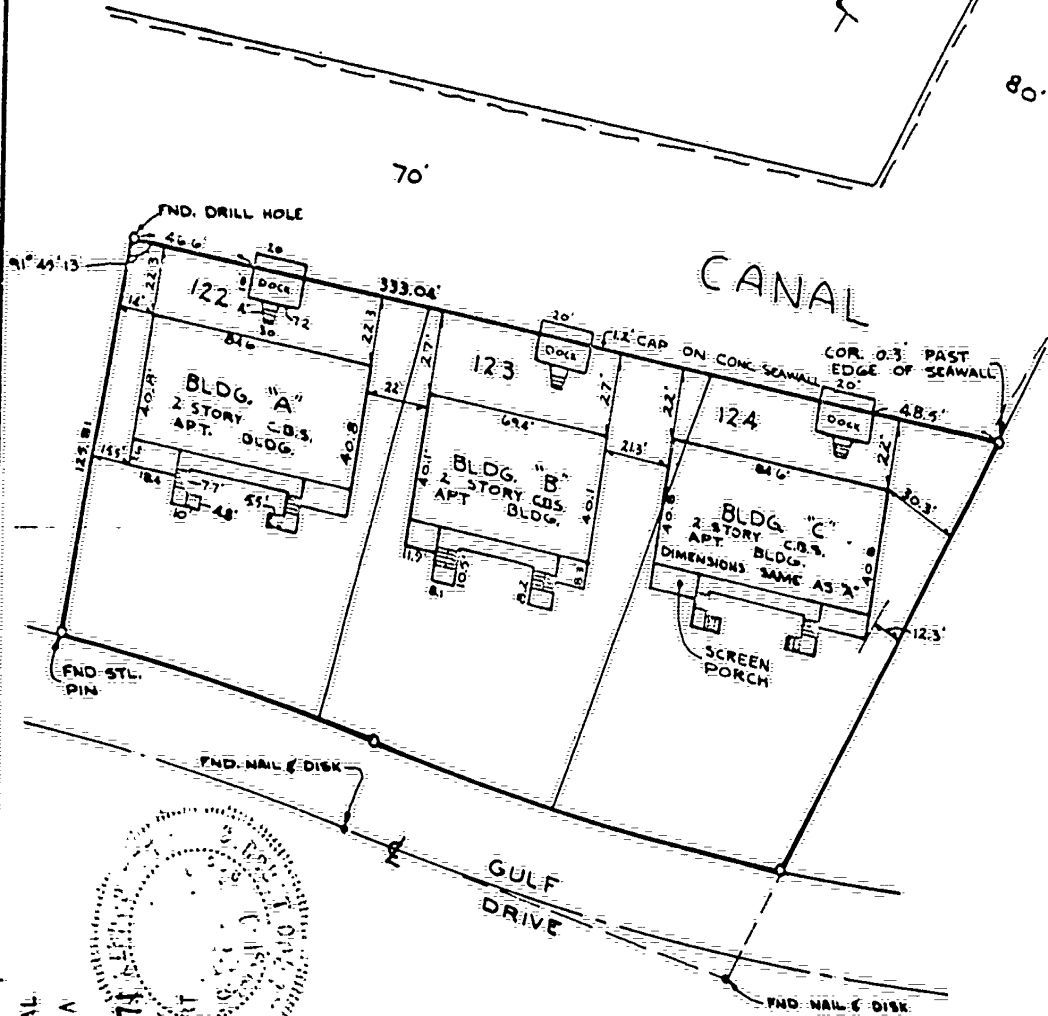 80'
70'
CANAL
FND. DRILL HOLE
46.6'
20
DOCK
8
4'
30
72
333.04'
122
22.3
22.3
14'
84.6
BLDG. "A"
2 STORY C.B.S.
APT. BLDG.
40.8'
40.8
125.81
15.5'
18.4
7.7'
4.8'
5.5'
10'
22'
27'
123
20'
DOCK
1.2' CAP ON CONC. SEAWALL
27'
69.4'
BLDG. "B"
2 STORY CBS.
APT BLDG.
40.1'
40.1
11.7'
10.5'
8.1
8.2
8.3
21.3'
22'
124
20'
DOCK
COR. 0.3' PAST
EDGE OF SEAWALL
48.5'
22'
84.6'
30.3'
BLDG. "C"
2 STORY C.B.S.
APT. BLDG.
DIMENSIONS SAME AS "A"
40.8
40.8
12.3'
SCREEN
PORCH
FND STL.
PIN
FND. NAIL & DISK
GULF
DRIVE
FND NAIL & DISK